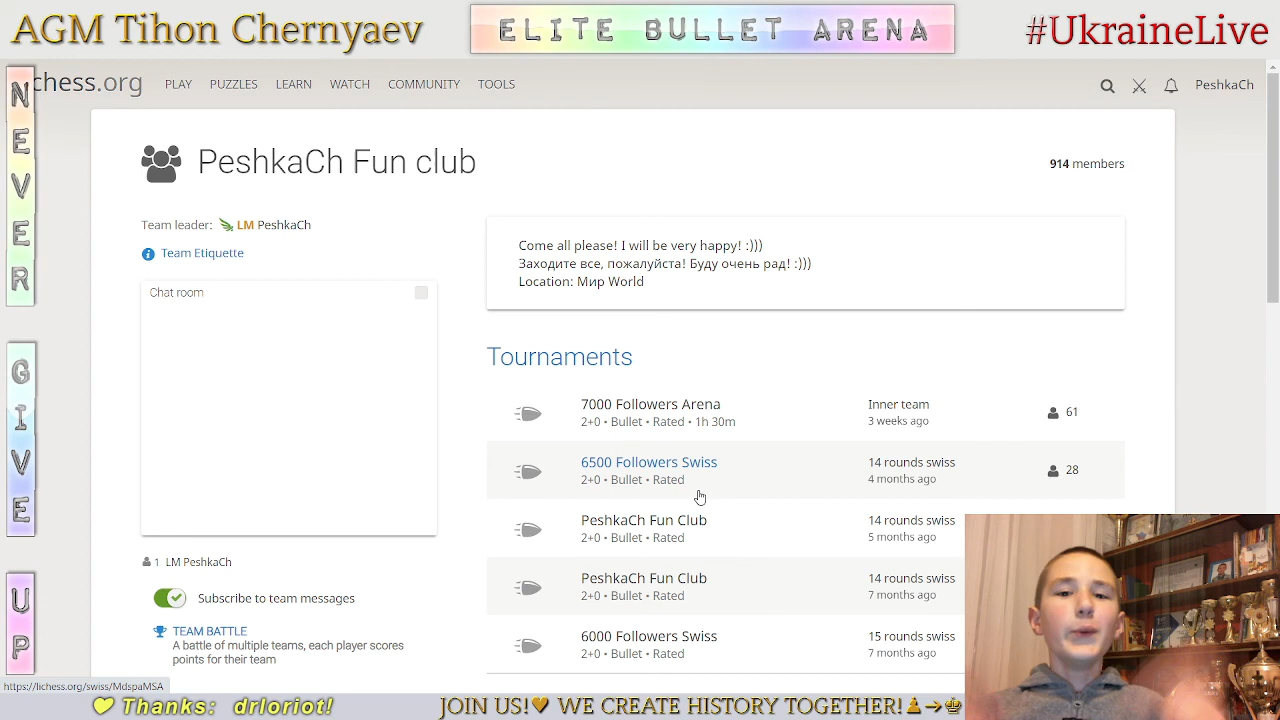 AGM Tihon Chernyaev
ELITE BULLET ARENA
#UkraineLive
NEVER
GIVE
UP
chess.org
PLAY
PUZZLES
LEARN
WATCH
COMMUNITY
TOOLS
PeshkaCh
PeshkaCh Fun club
914 members
Team leader: LM PeshkaCh
Team Etiquette
Chat room
1 LM PeshkaCh
Subscribe to team messages
TEAM BATTLE
A battle of multiple teams, each player scores
points for their team
Come all please! I will be very happy! :)))
Заходите все, пожалуйста! Буду очень рад! :)))
Location: Мир World
Tournaments
7000 Followers Arena
2+0 • Bullet • Rated • 1h 30m
Inner team
3 weeks ago
61
6500 Followers Swiss
2+0 • Bullet • Rated
14 rounds swiss
4 months ago
28
PeshkaCh Fun Club
2+0 • Bullet • Rated
14 rounds swiss
5 months ago
PeshkaCh Fun Club
2+0 • Bullet • Rated
14 rounds swiss
7 months ago
6000 Followers Swiss
2+0 • Bullet • Rated
15 rounds swiss
7 months ago
https://lichess.org/swiss/MdspaMSA
Thanks: drloriot!
JOIN US!🧡 WE CREATE HISTORY TOGETHER!♟→♚